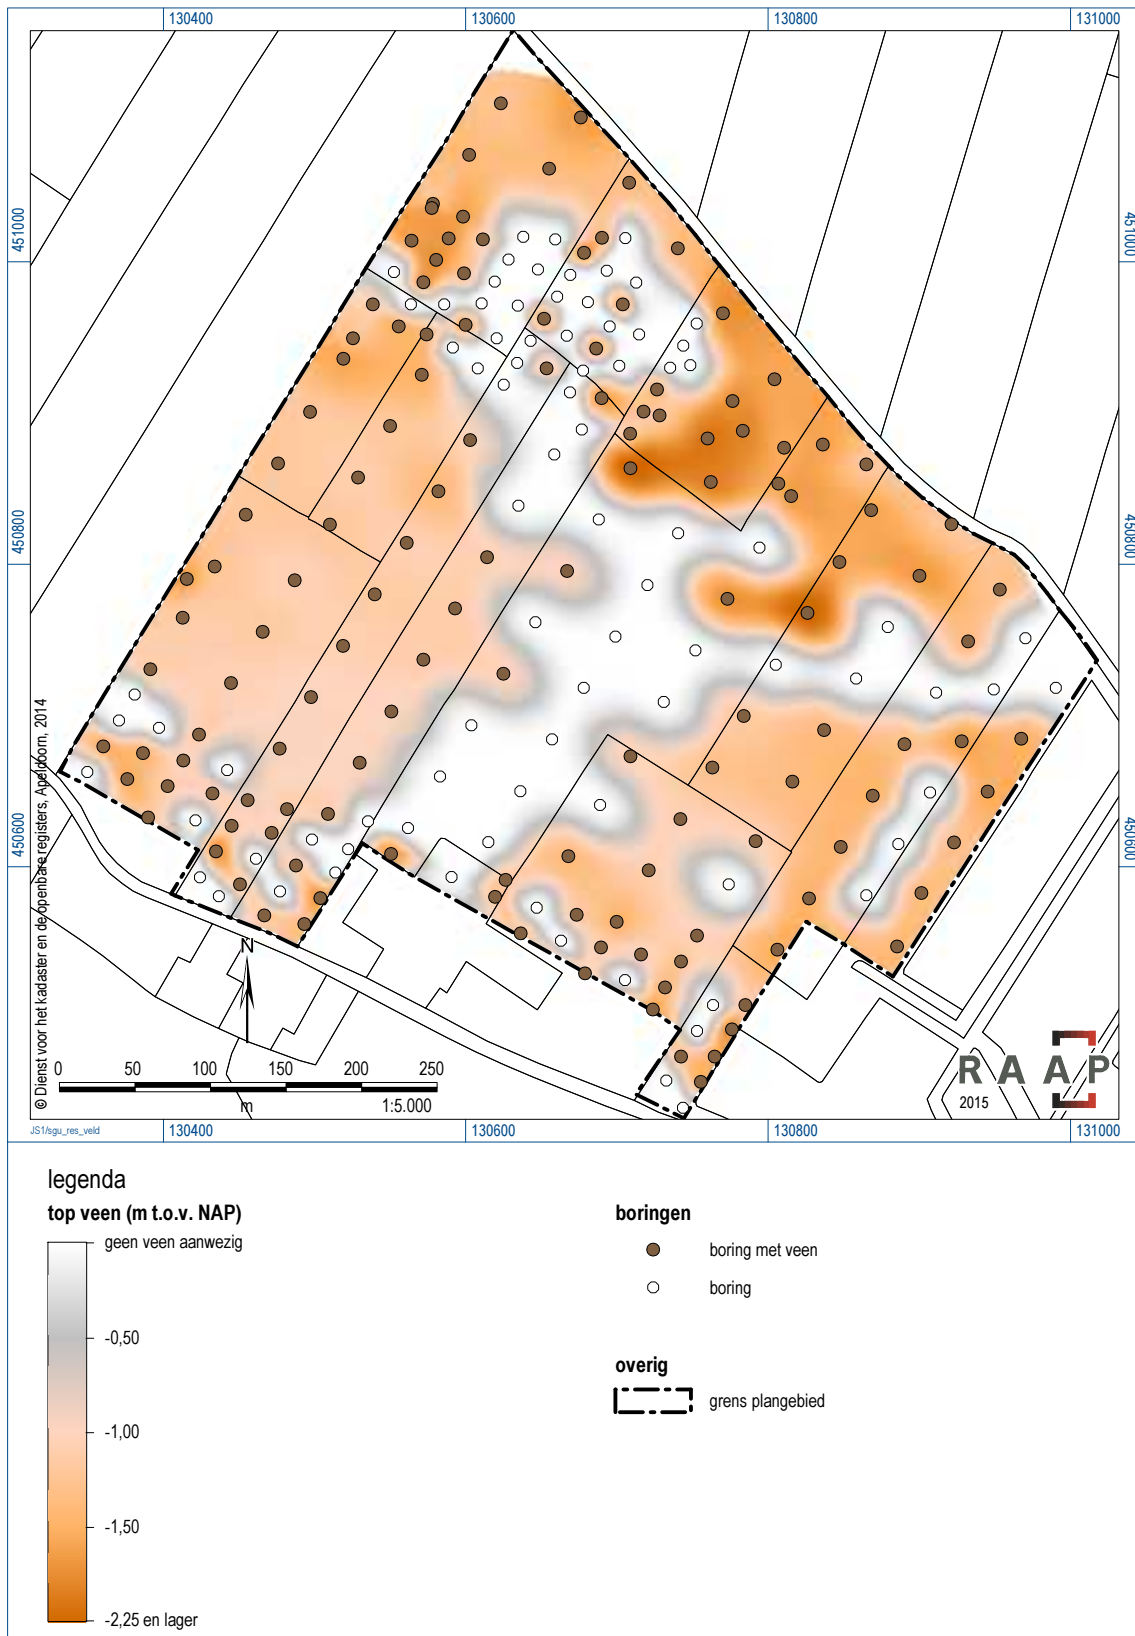 130400 130600 130800 131000
451000 451000
450800 450800
450600 450600
© Dienst voor het kadaster en de openbare registers, Apeldoorn, 2014
N
0 50 100 150 200 250
m 1:5.000
RAAP
2015
JS1/sgu_res_veld
130400 130600 130800 131000
legenda
top veen (m t.o.v. NAP)
geen veen aanwezig
-0,50
-1,00
-1,50
-2,25 en lager
boringen
boring met veen
boring
overig
grens plangebied